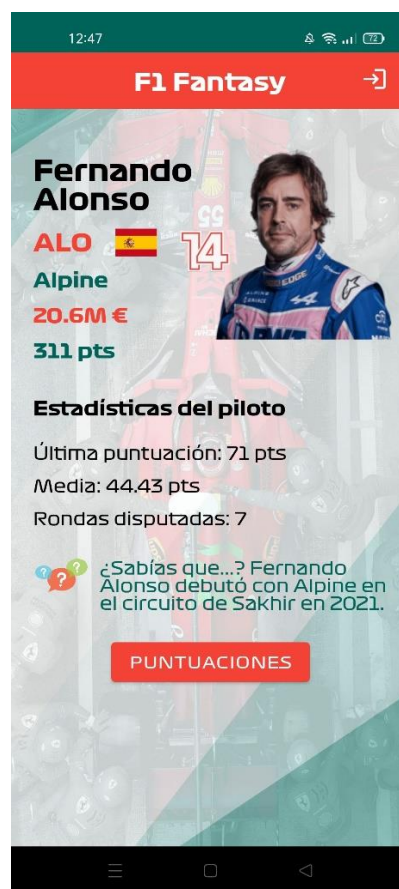 12:47
72
F1 Fantasy
Fernando
Alonso
ALO
14
Alpine
20.6M €
311 pts
Estadísticas del piloto
Última puntuación: 71 pts
Media: 44.43 pts
Rondas disputadas: 7
¿Sabías que...? Fernando
Alonso debutó con Alpine en
el circuito de Sakhir en 2021.
PUNTUACIONES